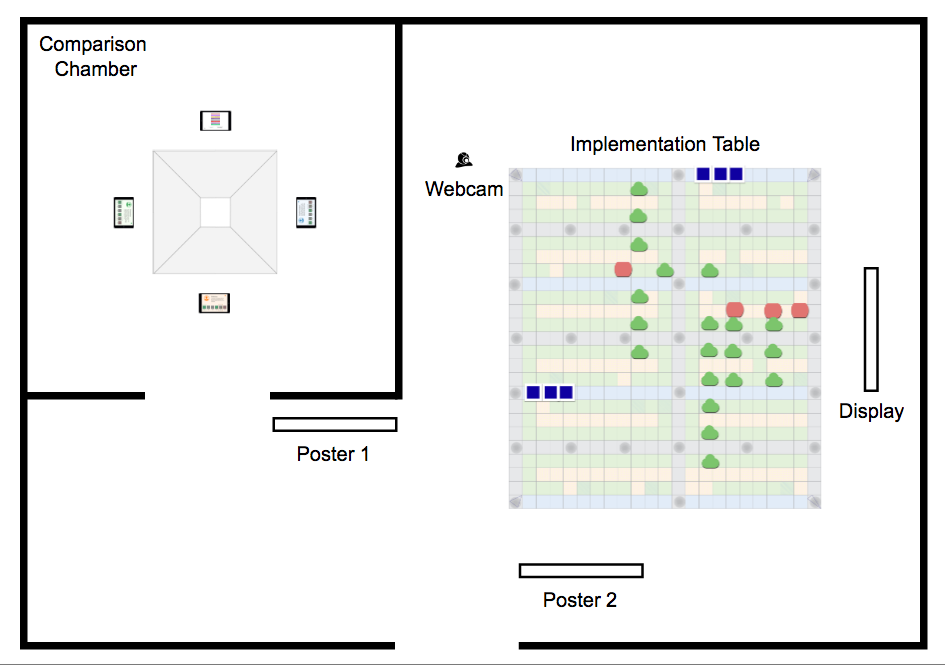 Comparison
Chamber
Implementation Table
Webcam
Display
Poster 1
Poster 2